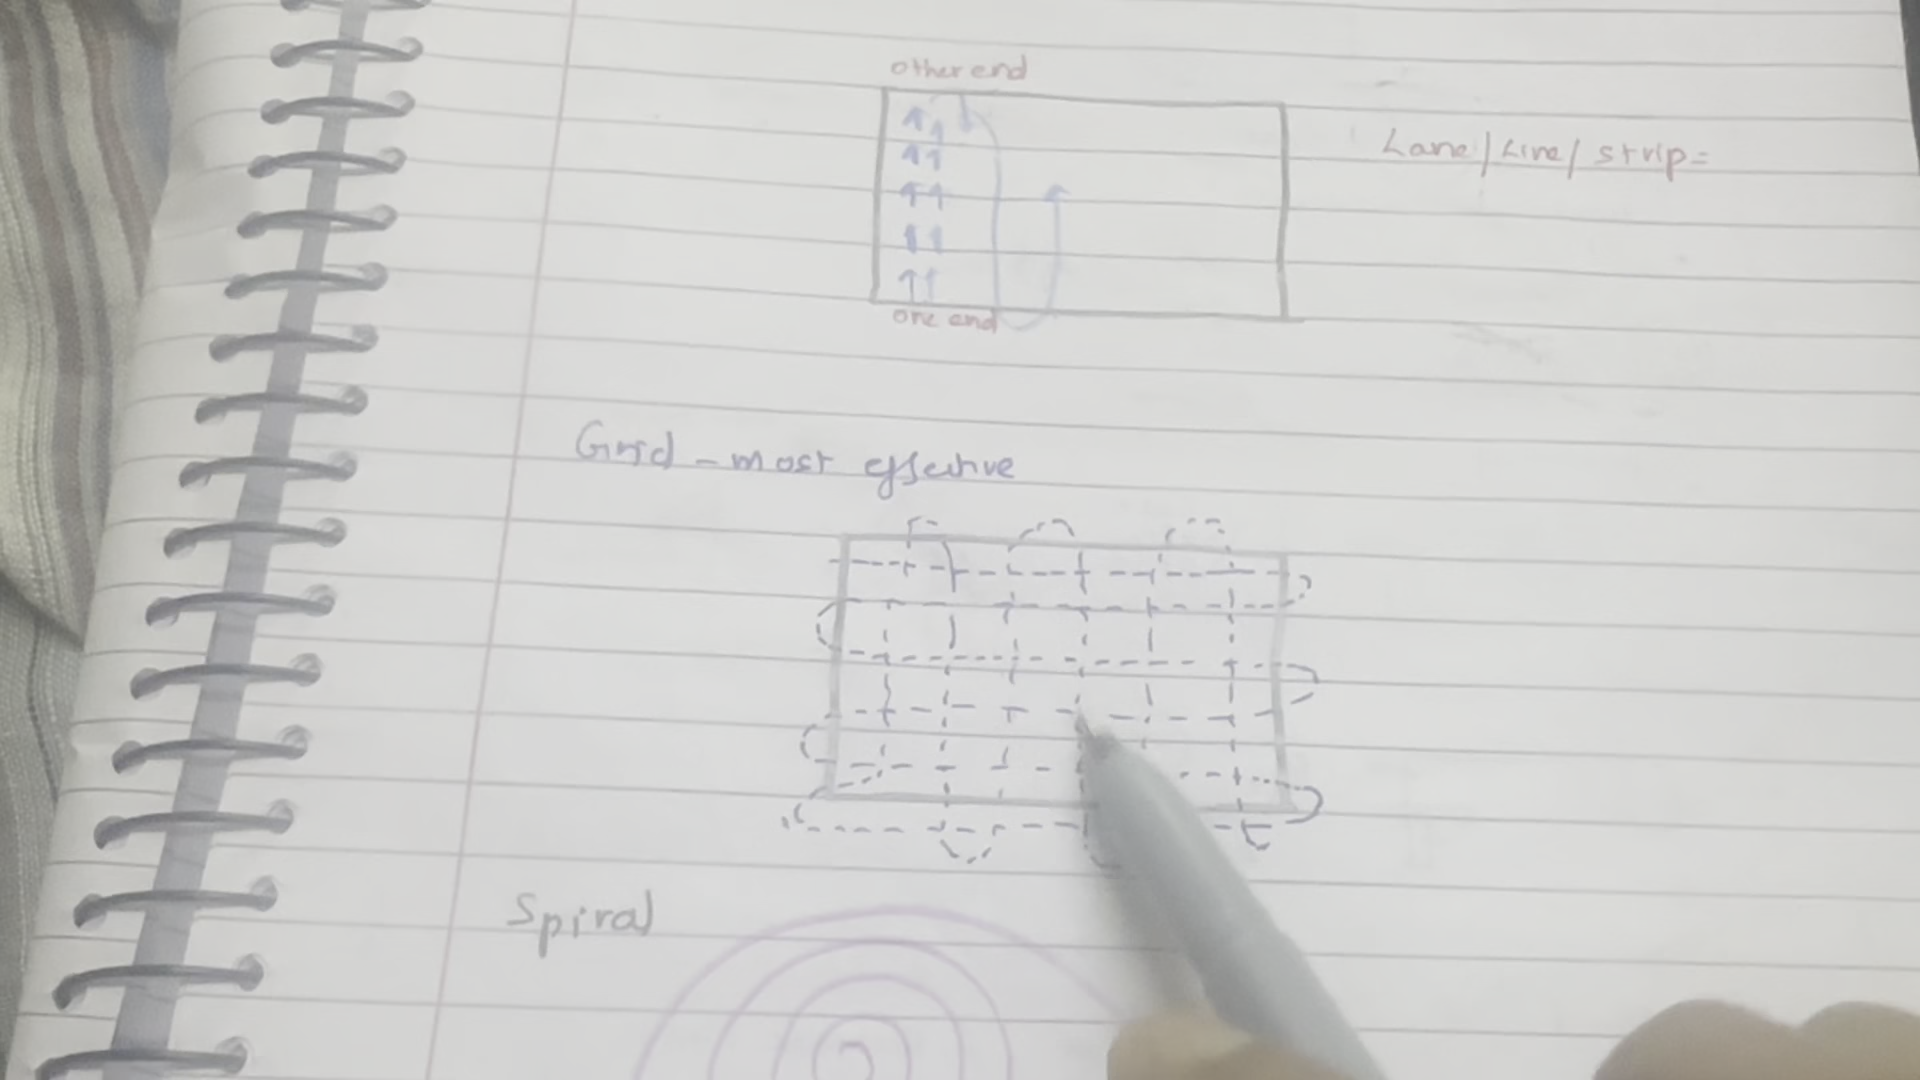 other end
Lane/Line/strip=
one end
Grid - most effective
Spiral